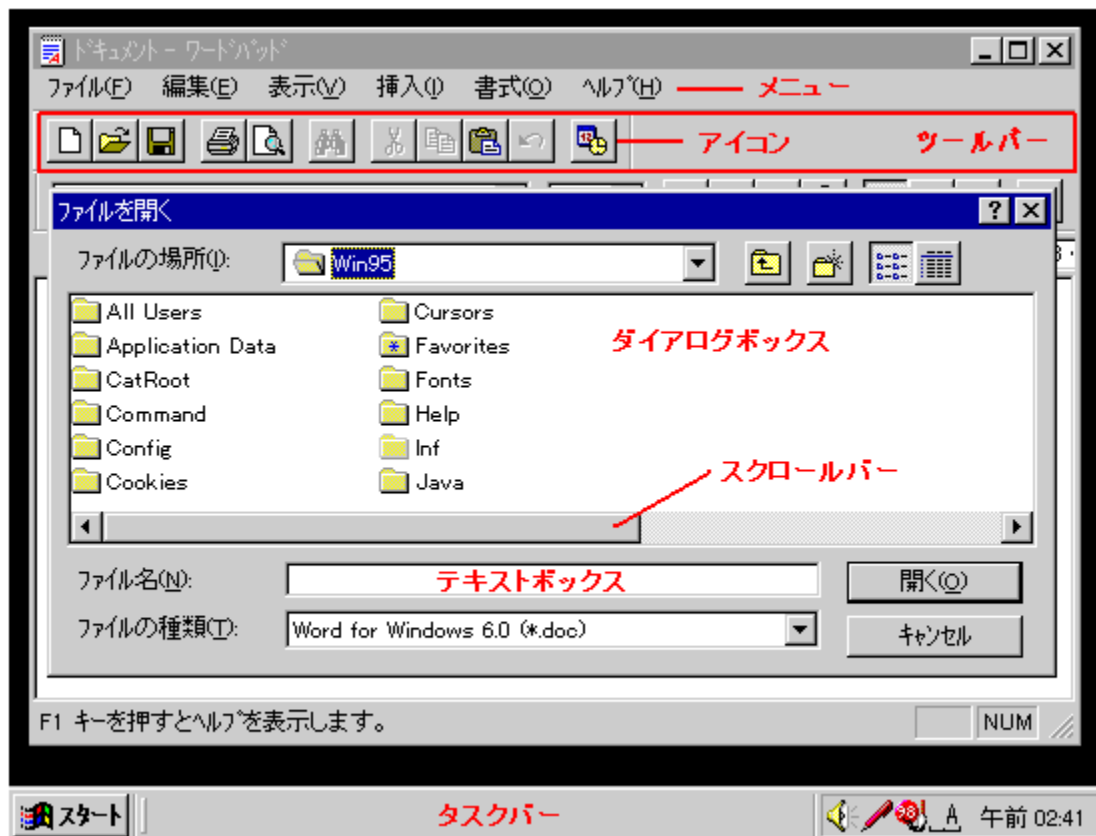 ﾄﾞｷｭﾒﾝﾄ - ﾜｰﾄﾞﾊﾟｯﾄﾞ
ﾌｧｲﾙ(F) 編集(E) 表示(V) 挿入(I) 書式(O) ﾍﾙﾌﾟ(H) メニュー
アイコン ツールバー
ﾌｧｲﾙを開く
ﾌｧｲﾙの場所(I): Win95
All Users Cursors
Application Data Favorites
ダイアログボックス
CatRoot Fonts
Command Help
Config Inf
スクロールバー
Cookies Java
ﾌｧｲﾙ名(N): テキストボックス 開く(O)
ﾌｧｲﾙの種類(T): Word for Windows 6.0 (*.doc) ｷｬﾝｾﾙ
F1 ｷｰを押すとﾍﾙﾌﾟを表示します。 NUM
スタート タスクバー A 午前 02:41